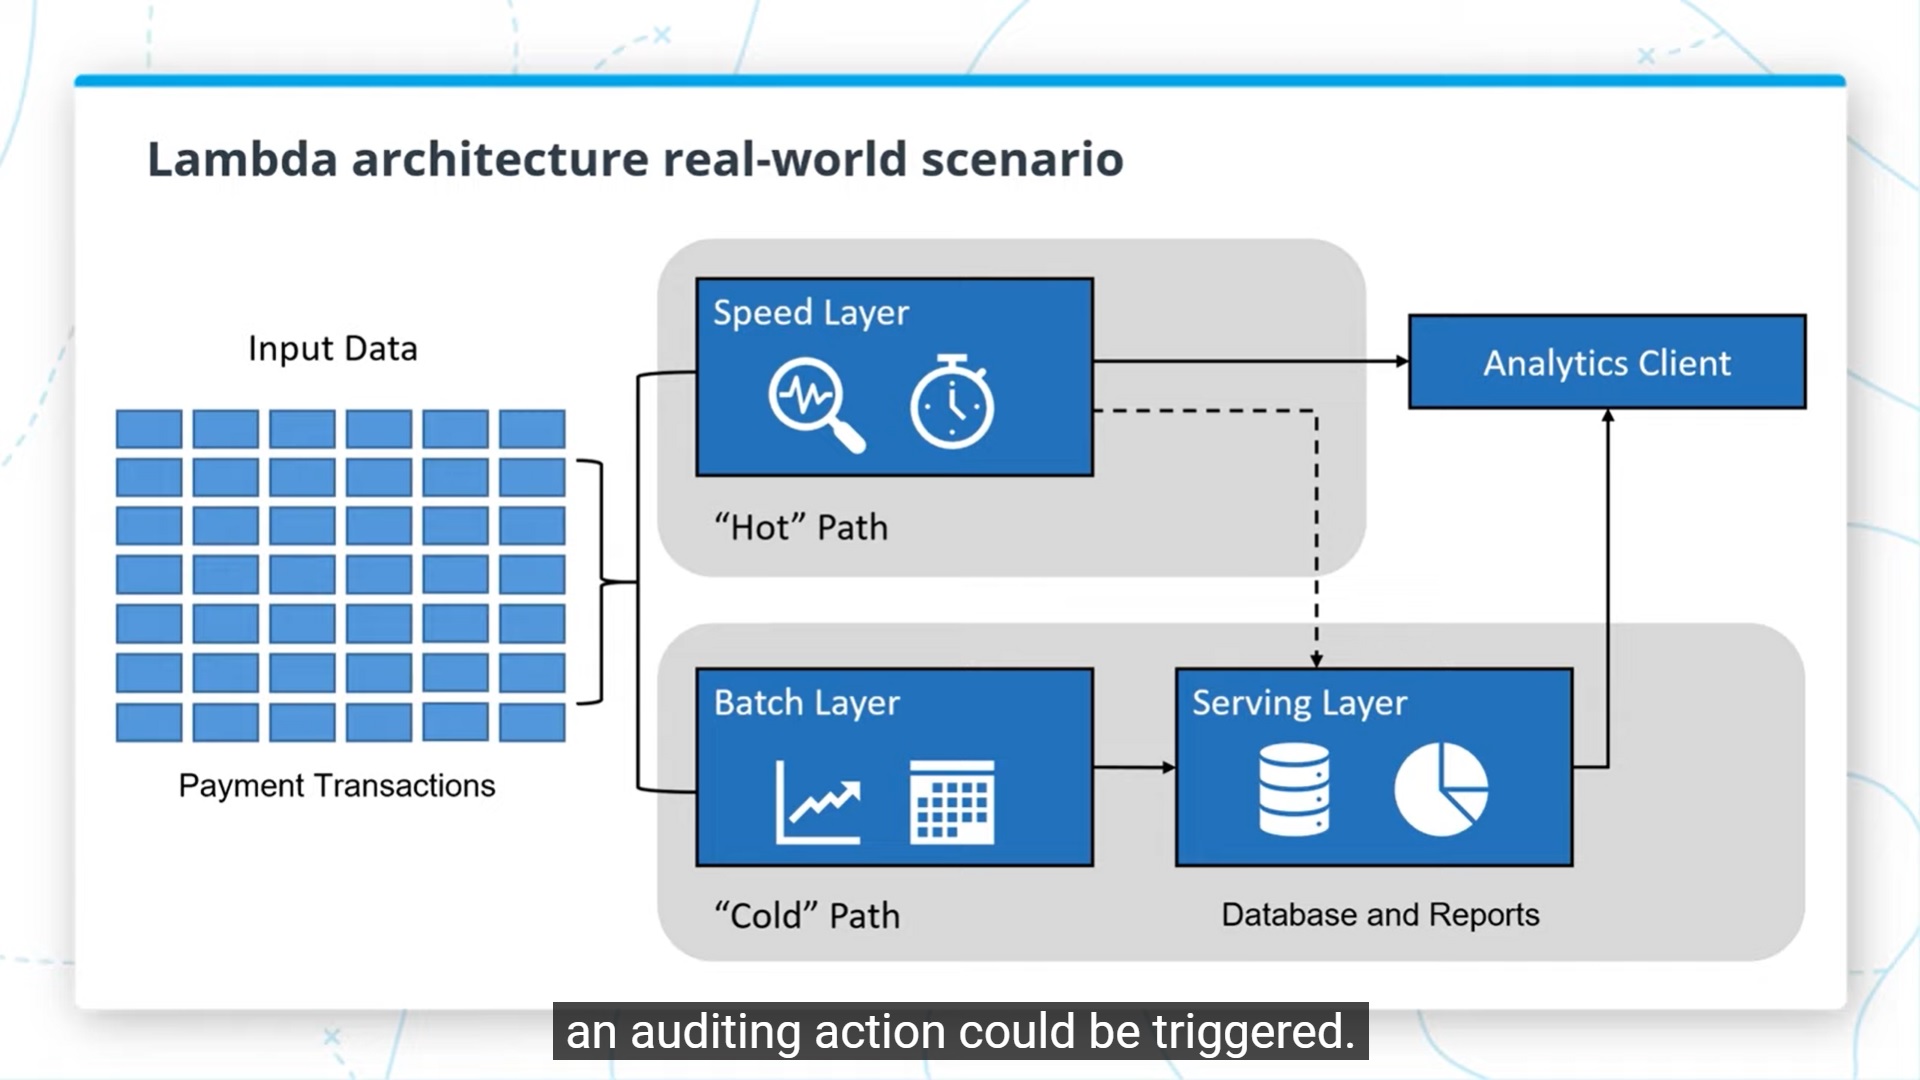 Lambda architecture real-world scenario
Input Data
Payment Transactions
Speed Layer
“Hot” Path
Analytics Client
Batch Layer
“Cold” Path
Serving Layer
Database and Reports
an auditing action could be triggered.